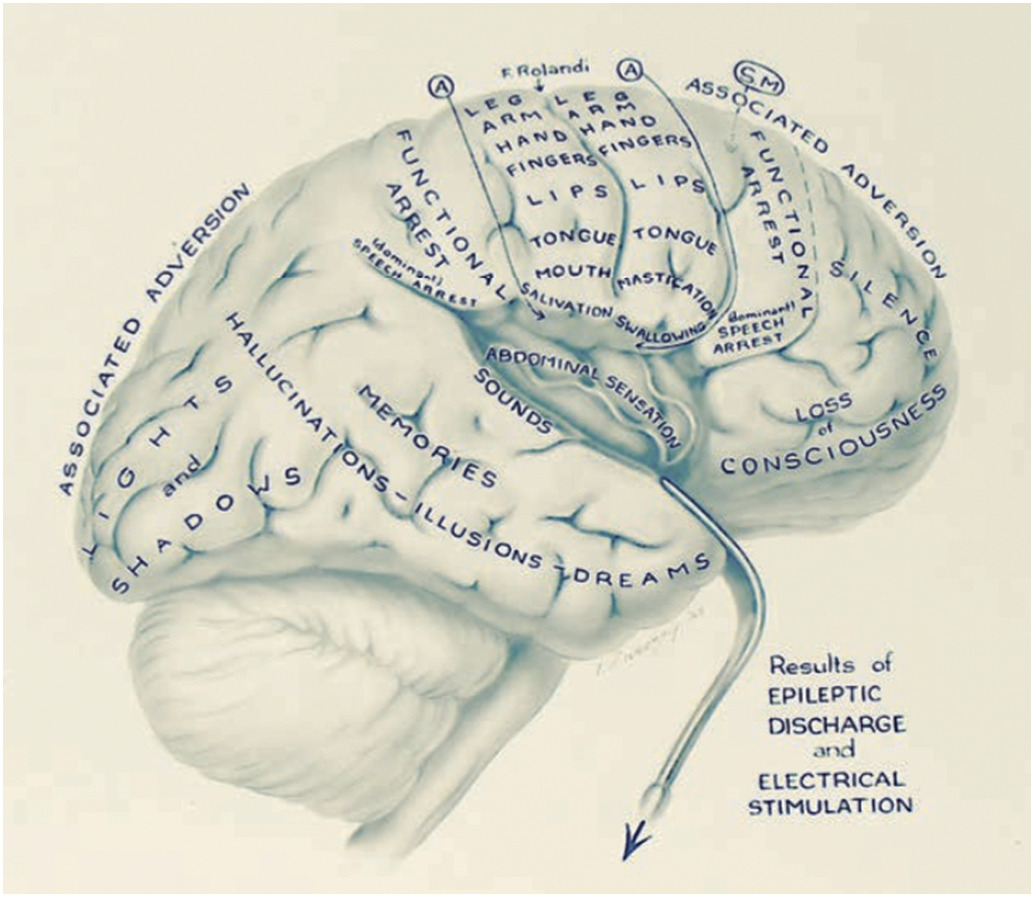 A
F. Rolandi
A
SM
ASSOCIATED ADVERSION
ASSOCIATED ADVERSION
FUNCTIONAL
ARREST
(dominant)
SPEECH ARREST
LEG
ARM
HAND
FINGERS
LIPS
TONGUE
MOUTH
SALIVATION
LEG
ARM
HAND
FINGERS
LIPS
TONGUE
MASTICATION
SWALLOWING
FUNCTIONAL
ARREST
(dominant)
SPEECH
ARREST
SILENCE
LOSS
of
CONSCIOUSNESS
ABDOMINAL SENSATION
SOUNDS
MEMORIES
HALLUCINATIONS - ILLUSIONS - DREAMS
LIGHTS
and
SHADOWS
Results of
EPILEPTIC
DISCHARGE
and
ELECTRICAL
STIMULATION